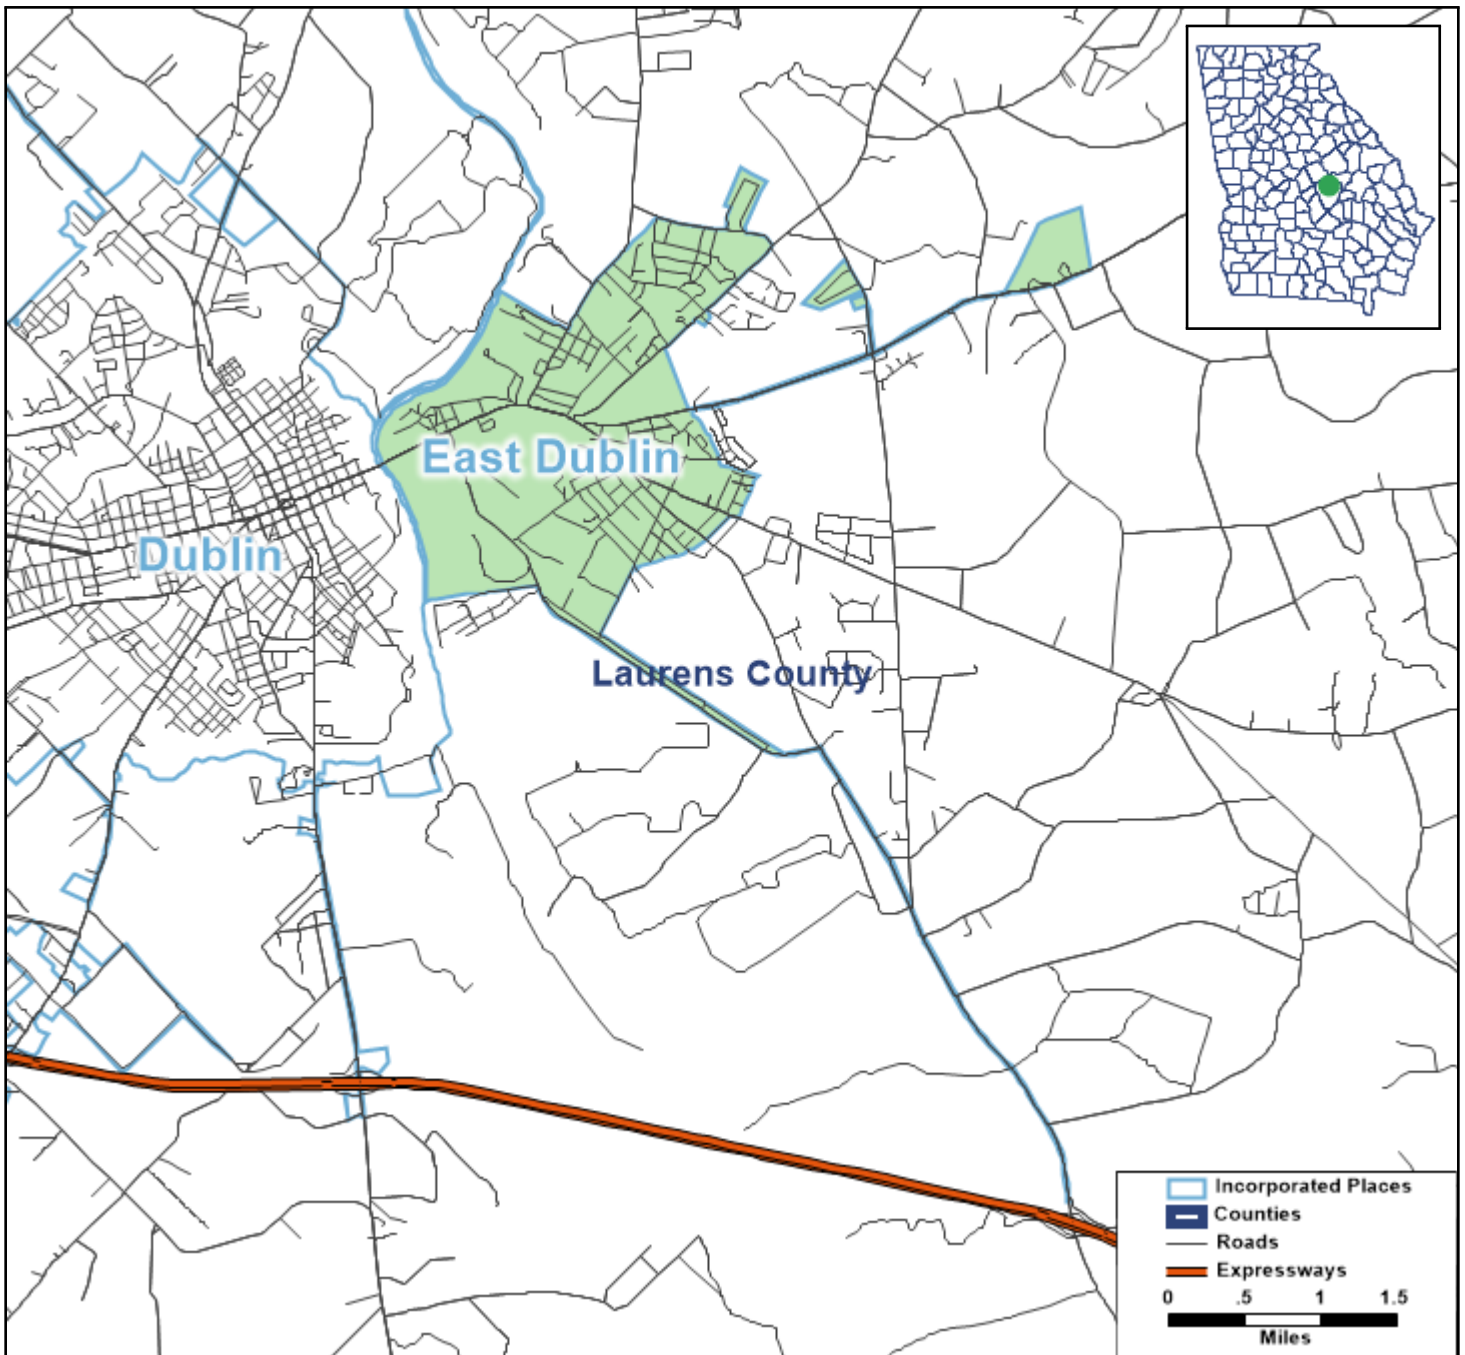 East Dublin
Dublin
Laurens County
Incorporated Places
Counties
Roads
Expressways
0 .5 1 1.5
Miles